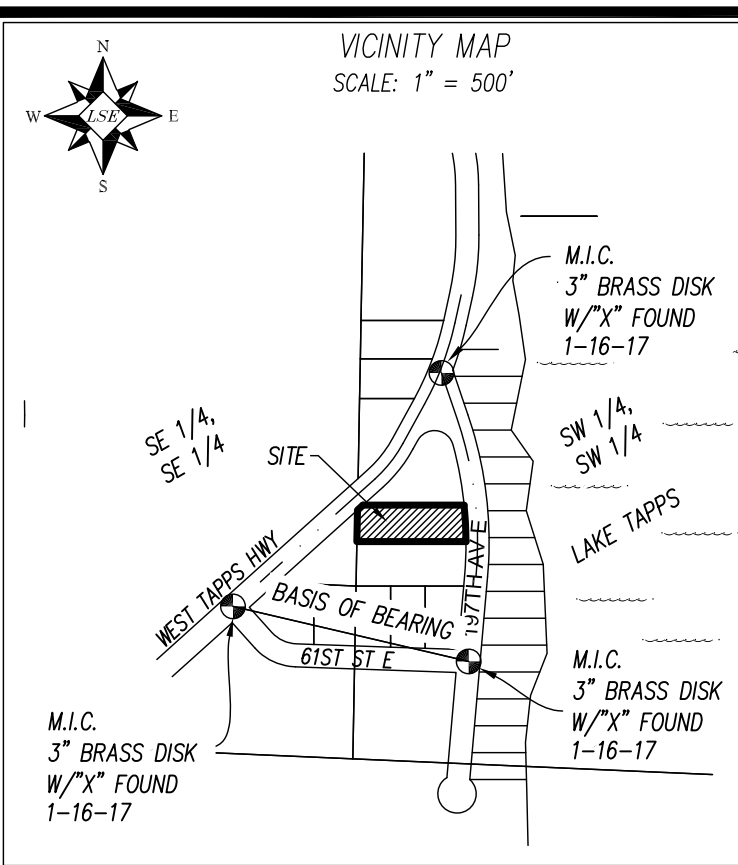 VICINITY MAP
SCALE: 1" = 500'
N
W
LSE
E
S
M.I.C.
3" BRASS DISK
W/"X" FOUND
1-16-17
SE 1/4,
SE 1/4
SITE
SW 1/4,
SW 1/4
LAKE TAPPS
WEST TAPPS HWY
197TH AVE
BASIS OF BEARING
61ST ST E
M.I.C.
3" BRASS DISK
W/"X" FOUND
1-16-17
M.I.C.
3" BRASS DISK
W/"X" FOUND
1-16-17